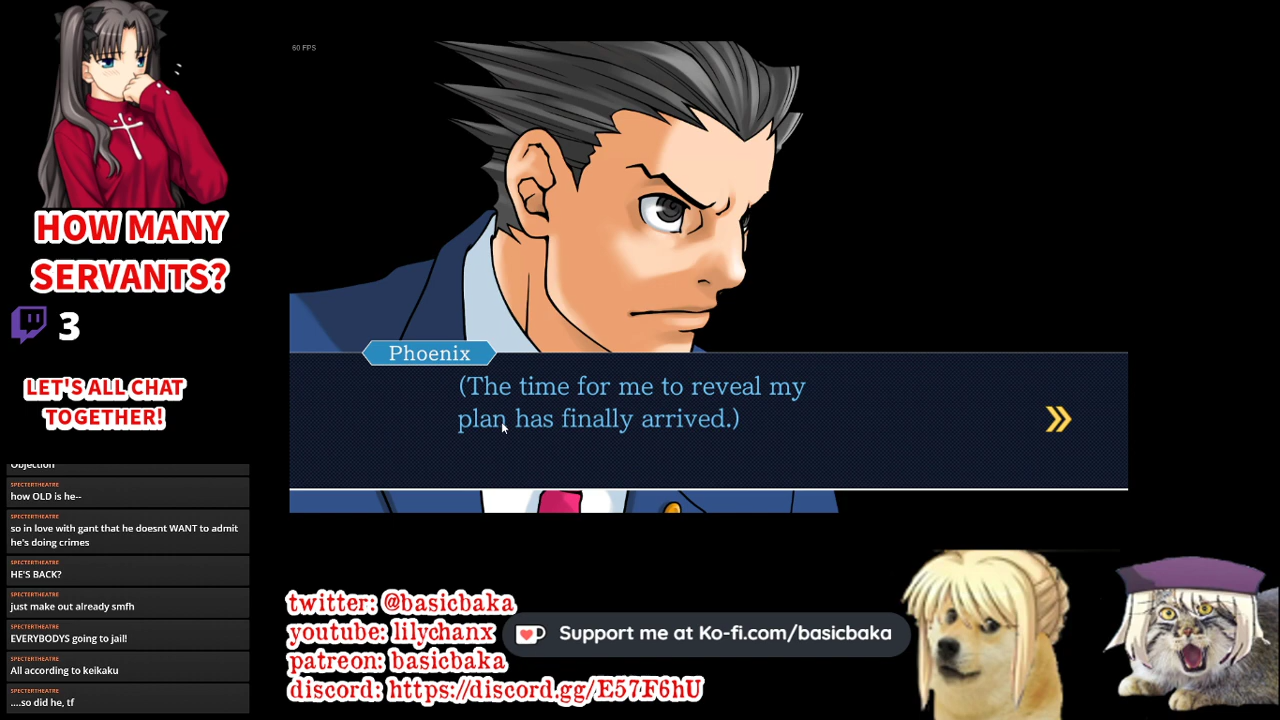 HOW MANY
SERVANTS?
3
LET'S ALL CHAT
TOGETHER!
Objection
SPECTERTHEATRE
how OLD is he--
SPECTERTHEATRE
so in love with gant that he doesnt WANT to admit
he's doing crimes
SPECTERTHEATRE
HE'S BACK?
SPECTERTHEATRE
just make out already smfh
SPECTERTHEATRE
EVERYBODYS going to jail!
SPECTERTHEATRE
All according to keikaku
SPECTERTHEATRE
....so did he, tf
60 FPS
Phoenix
(The time for me to reveal my
plan has finally arrived.)
twitter: @basicbaka
youtube: lilychanx
patreon: basicbaka
discord: https://discord.gg/E57F6hU
Support me at Ko-fi.com/basicbaka